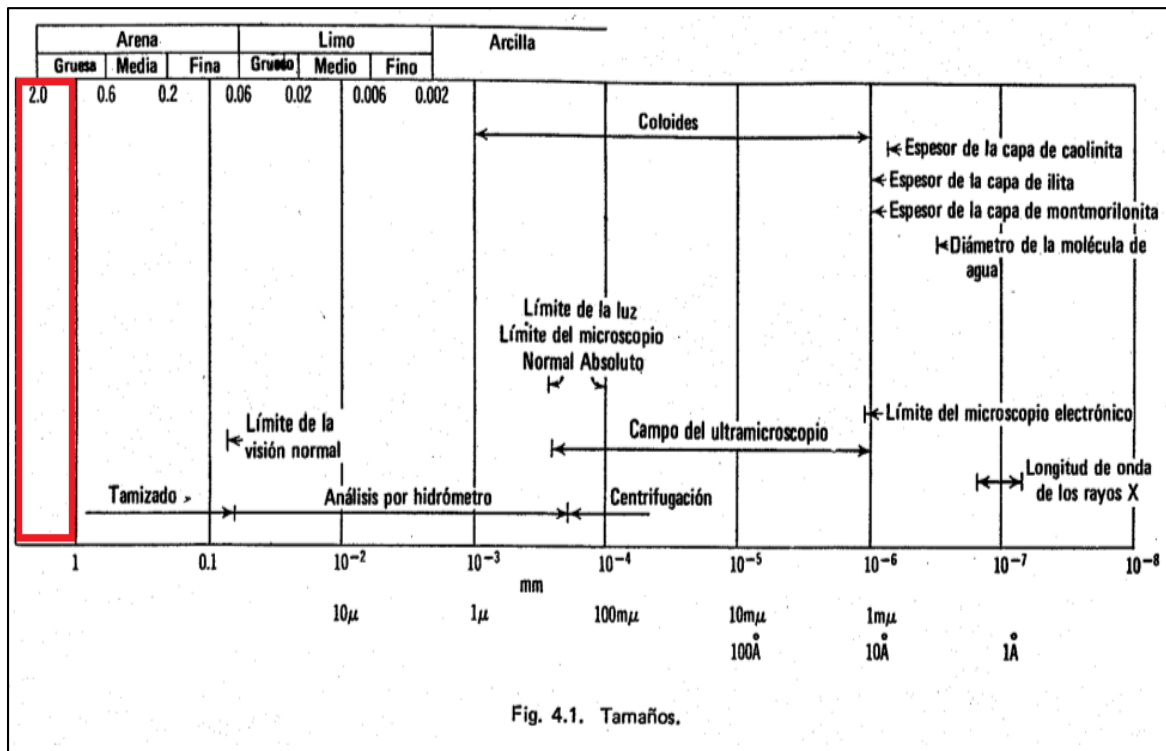 Arena Limo Arcilla
Gruesa Media Fina Grueso Medio Fino
2.0 0.6 0.2 0.06 0.02 0.006 0.002
Coloides
Espesor de la capa de caolinita
Espesor de la capa de ilita
Espesor de la capa de montmorilonita
Diámetro de la molécula de
agua
Límite de la luz
Límite del microscopio
Normal Absoluto
Límite de la
visión normal
Límite del microscopio electrónico
Campo del ultramicroscopio
Longitud de onda
de los rayos X
Tamizado
Análisis por hidrómetro
Centrifugación
1 0.1 10⁻² 10⁻³ 10⁻⁴ 10⁻⁵ 10⁻⁶ 10⁻⁷ 10⁻⁸
mm
10μ 1μ 100mμ 10mμ 1mμ
100Å 10Å 1Å
Fig. 4.1. Tamaños.